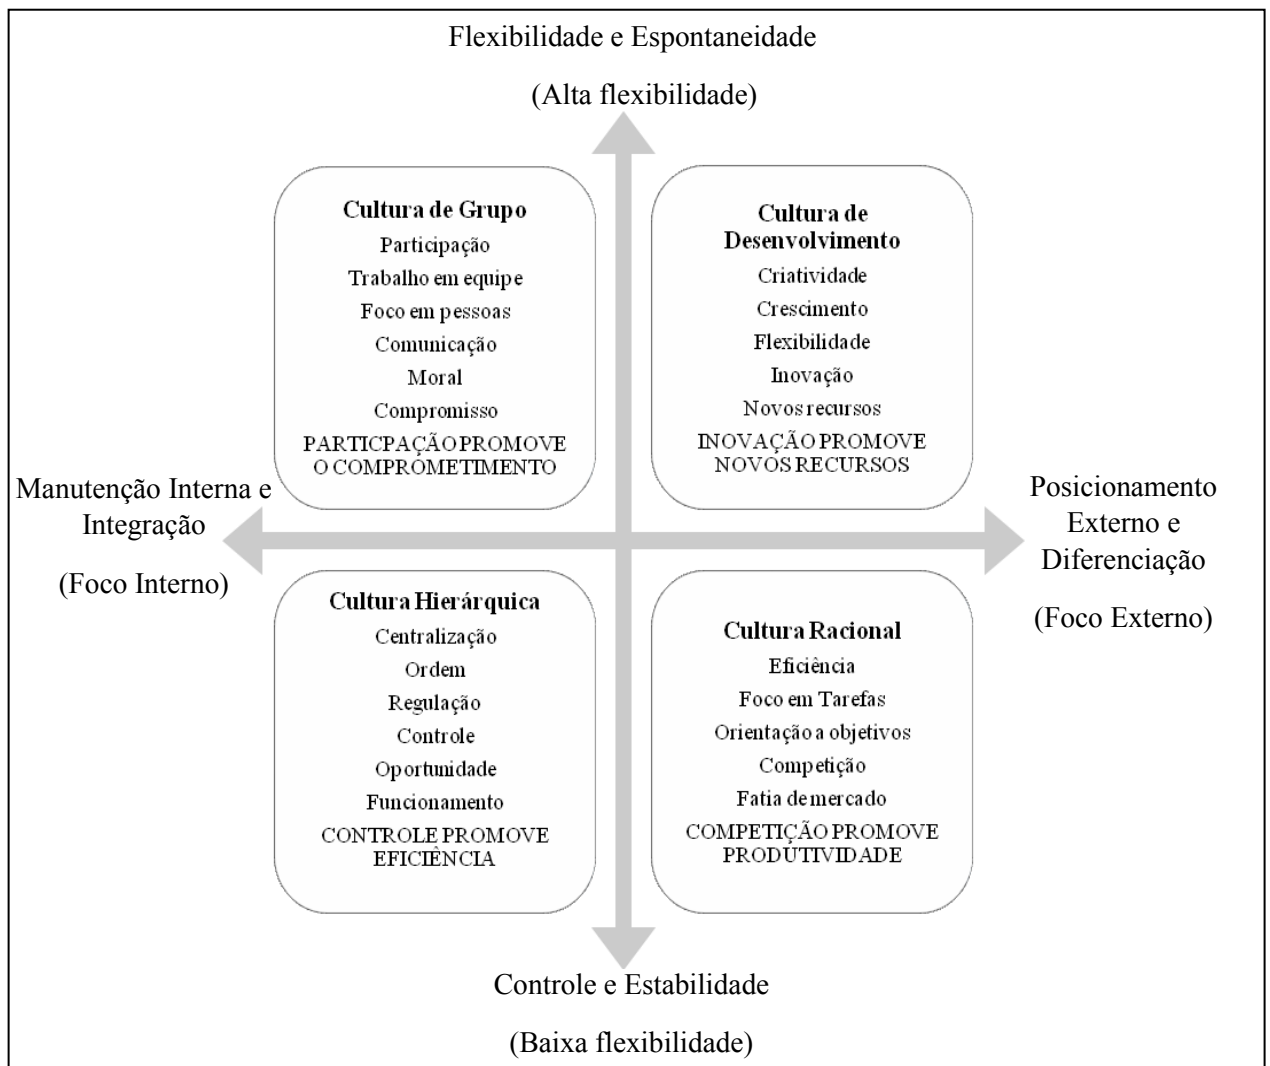 Flexibilidade e Espontaneidade
(Alta flexibilidade)
Cultura de Grupo
Participação
Trabalho em equipe
Foco em pessoas
Comunicação
Moral
Compromisso
PARTICPAÇÃO PROMOVE
O COMPROMETIMENTO
Cultura de
Desenvolvimento
Criatividade
Crescimento
Flexibilidade
Inovação
Novos recursos
INOVAÇÃO PROMOVE
NOVOS RECURSOS
Manutenção Interna e
Integração
(Foco Interno)
Posicionamento
Externo e
Diferenciação
(Foco Externo)
Cultura Hierárquica
Centralização
Ordem
Regulação
Controle
Oportunidade
Funcionamento
CONTROLE PROMOVE
EFICIÊNCIA
Cultura Racional
Eficiência
Foco em Tarefas
Orientação a objetivos
Competição
Fatia de mercado
COMPETIÇÃO PROMOVE
PRODUTIVIDADE
Controle e Estabilidade
(Baixa flexibilidade)